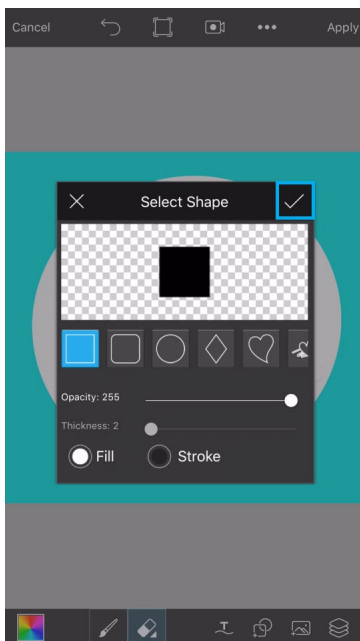 Cancel
Apply
Select Shape
Opacity: 255
Thickness: 2
Fill
Stroke
T